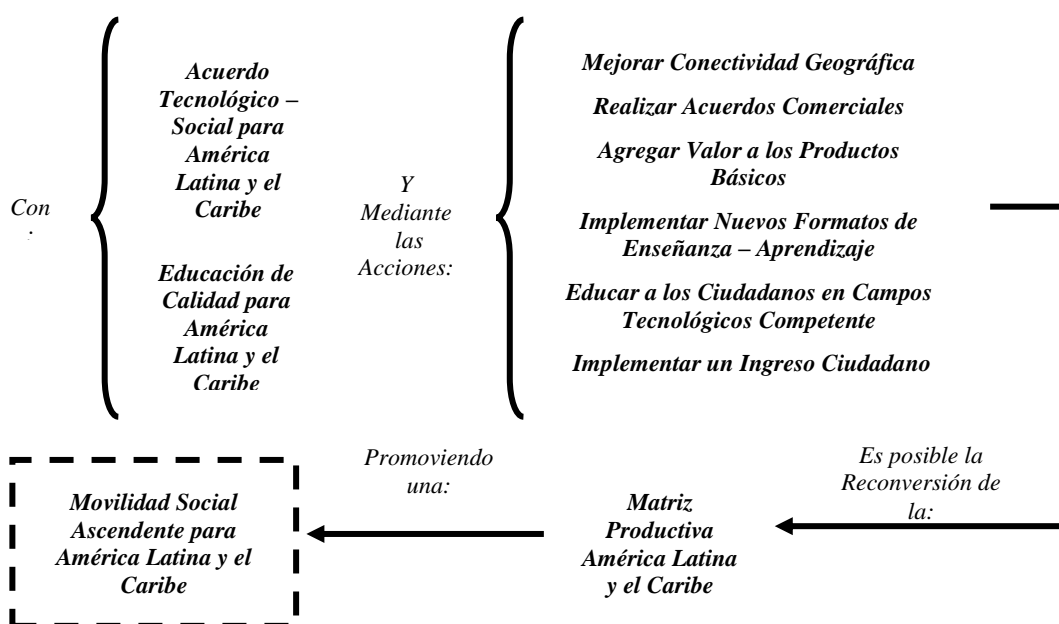 Con
:
Acuerdo
Tecnológico –
Social para
América
Latina y el
Caribe
Educación de
Calidad para
América
Latina y el
Caribe
Y
Mediante
las
Acciones:
Mejorar Conectividad Geográfica
Realizar Acuerdos Comerciales
Agregar Valor a los Productos
Básicos
Implementar Nuevos Formatos de
Enseñanza – Aprendizaje
Educar a los Ciudadanos en Campos
Tecnológicos Competente
Implementar un Ingreso Ciudadano
Es posible la
Reconversión de
la:
Matriz
Productiva
América Latina
y el Caribe
Promoviendo
una:
Movilidad Social
Ascendente para
América Latina y el
Caribe